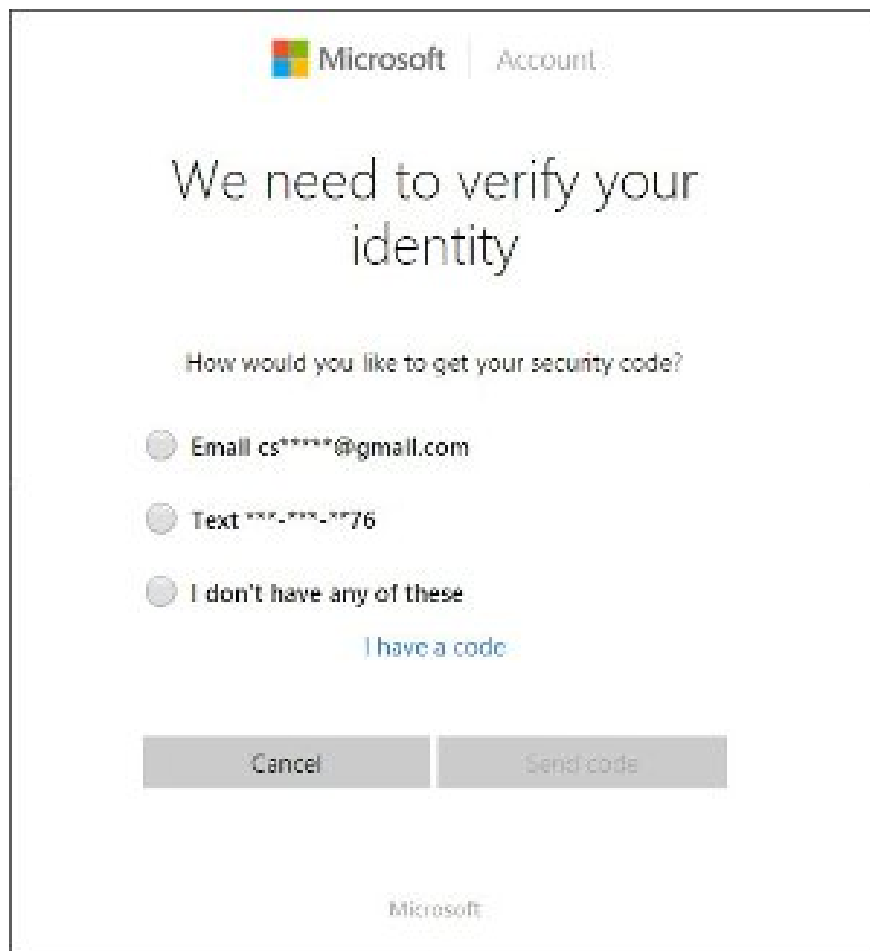 Microsoft | Account
We need to verify your
identity
How would you like to get your security code?
Email cs*****@gmail.com
Text ***-***-**76
I don't have any of these
I have a code
Cancel
Send code
Microsoft